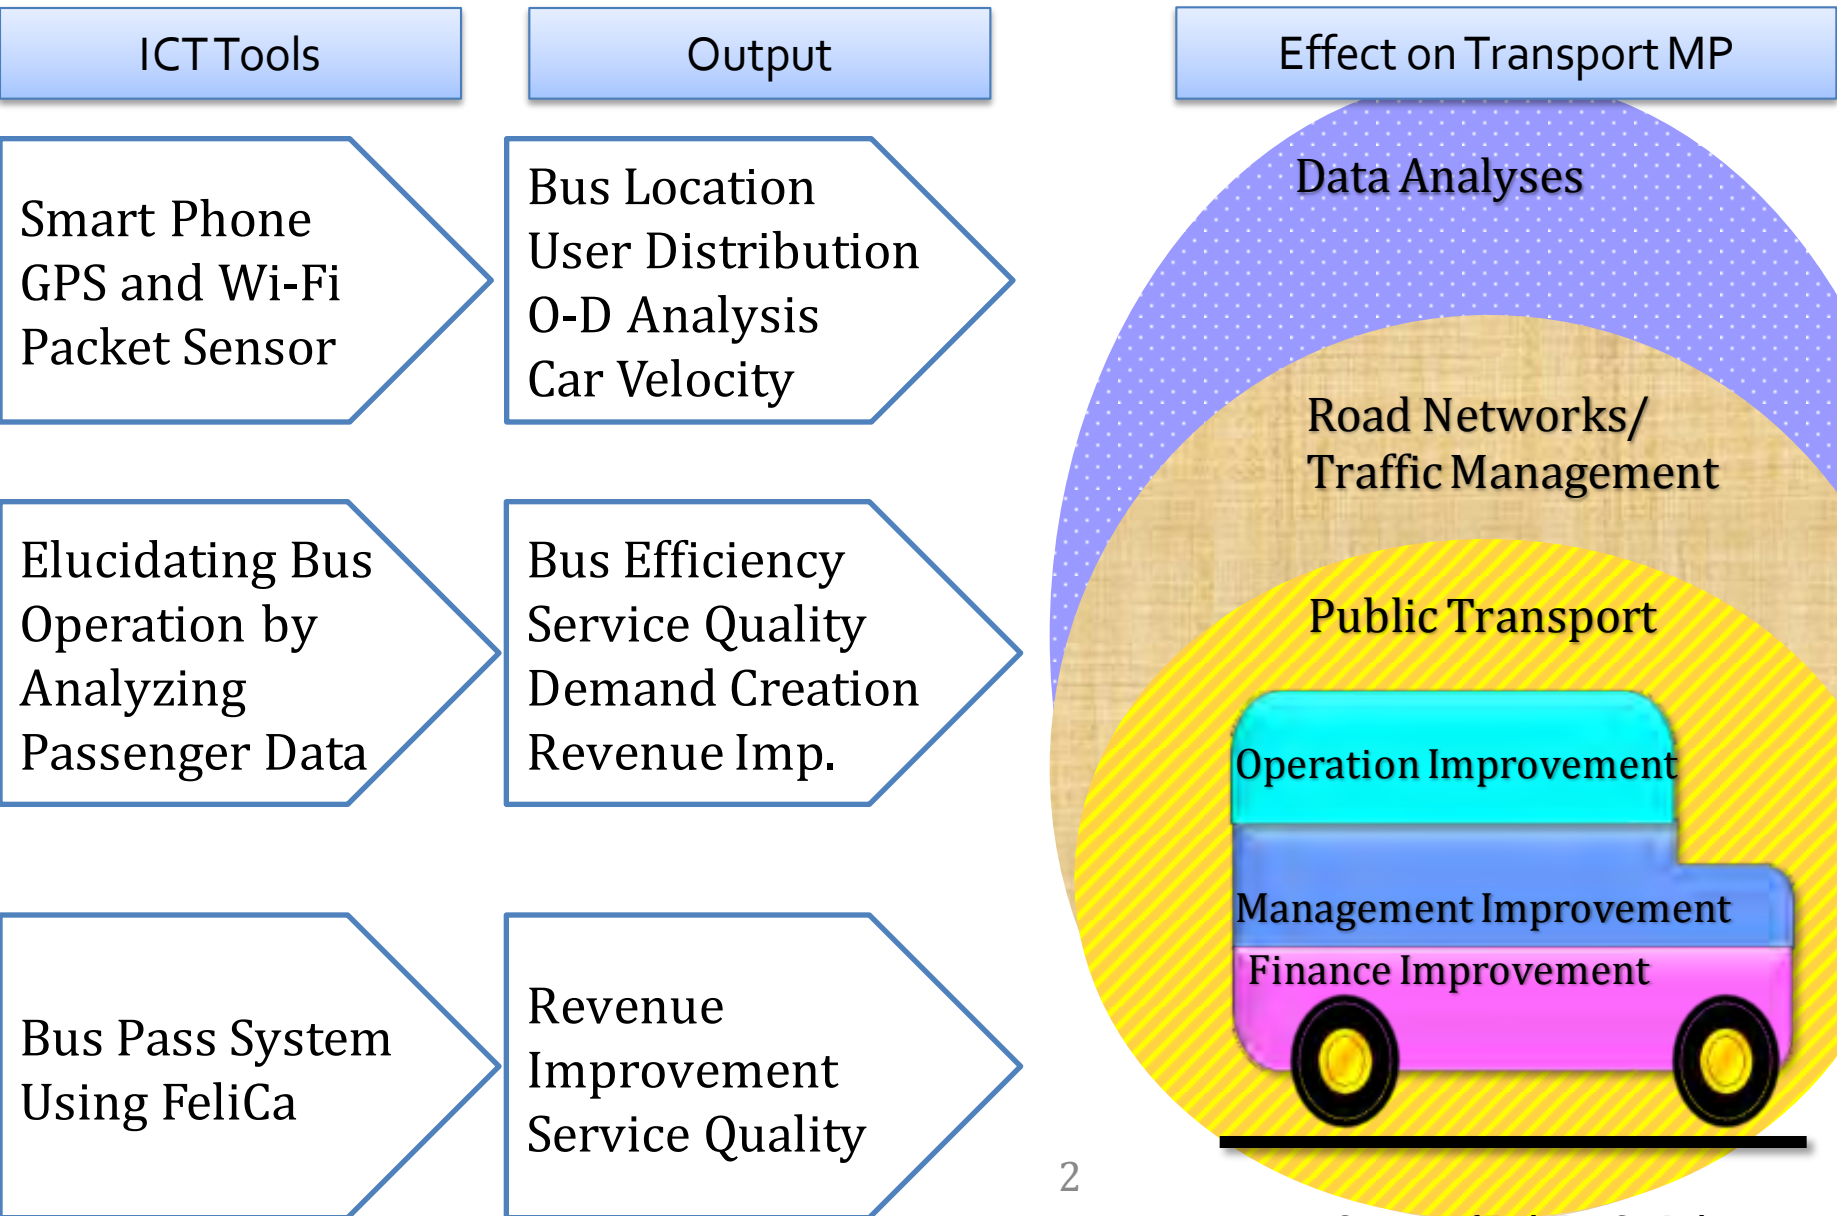 ICT Tools
Output
Effect on Transport MP
Smart Phone
GPS and Wi-Fi
Packet Sensor
Bus Location
User Distribution
O-D Analysis
Car Velocity
Elucidating Bus
Operation by
Analyzing
Passenger Data
Bus Efficiency
Service Quality
Demand Creation
Revenue Imp.
Bus Pass System
Using FeliCa
Revenue
Improvement
Service Quality
Data Analyses
Road Networks/
Traffic Management
Public Transport
Operation Improvement
Management Improvement
Finance Improvement
2